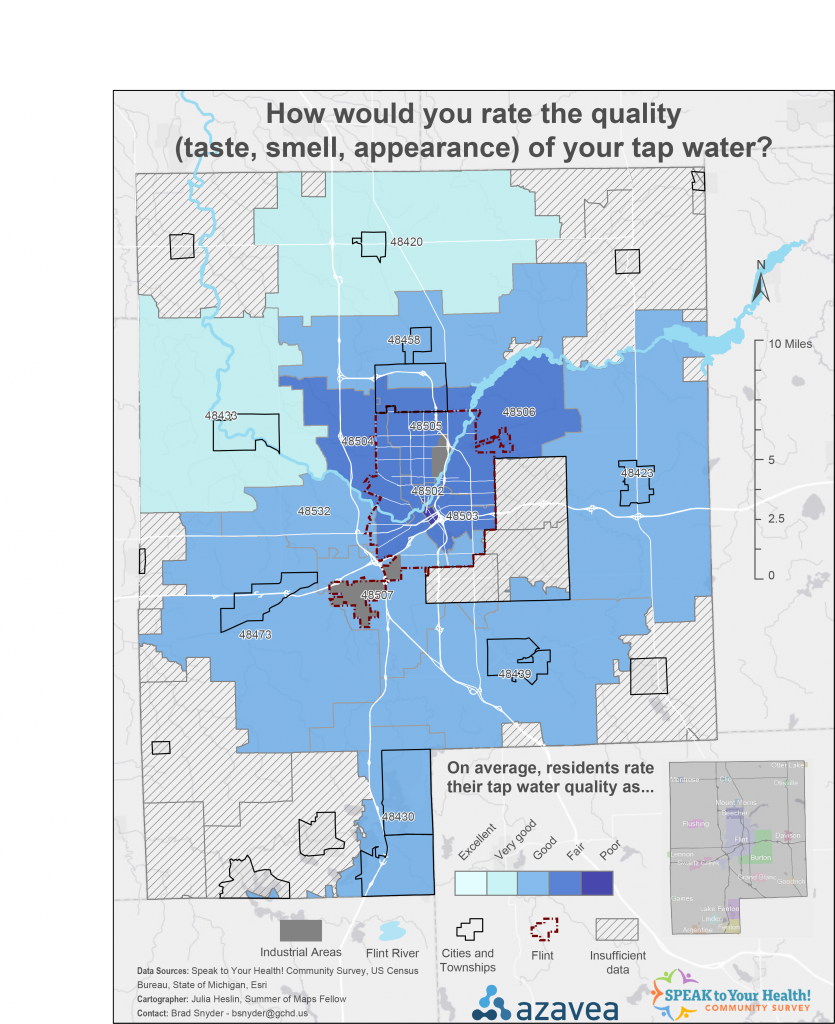 How would you rate the quality
(taste, smell, appearance) of your tap water?
48420
N
10 Miles
48458
48433
48505
48506
48504
5
48423
48502
48532
48503
2.5
0
48507
48473
48439
48430
On average, residents rate
their tap water quality as...
Excellent
Very good
Good
Fair
Poor
Otter Lake
Montrose
Clio
Otisville
Mount Morris
Beecher
Flushing
Flint
Davison
Lennon
Swartz Creek
Burton
Grand Blanc
Goodrich
Gaines
Lake Fenton
Linden
Argentine
Fenton
Industrial Areas
Flint River
Cities and
Townships
Flint
Insufficient
data
Data Sources: Speak to Your Health! Community Survey, US Census
Bureau, State of Michigan, Esri
Cartographer: Julia Heslin, Summer of Maps Fellow
Contact: Brad Snyder - bsnyder@gchd.us
azavea
SPEAK to Your Health!
COMMUNITY SURVEY